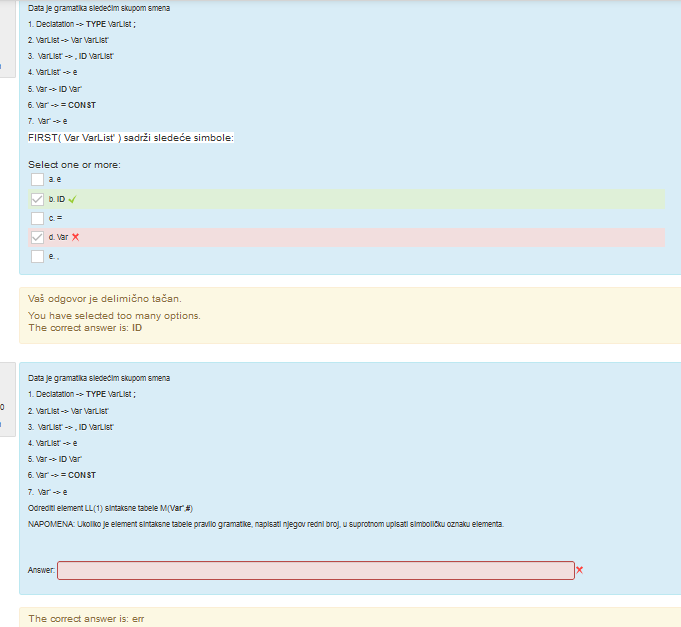 Data je gramatika sledećim skupom smena
1. Declatation -> TYPE VarList ;
2. VarList -> Var VarList'
3. VarList' -> , ID VarList'
4. VarList' -> e
5. Var -> ID Var'
6. Var' -> = CONST
7. Var' -> e
FIRST( Var VarList' ) sadrži sledeće simbole:
Select one or more:
a. e
b. ID
c. =
d. Var
e. ,
Vaš odgovor je delimično tačan.
You have selected too many options.
The correct answer is: ID
Data je gramatika sledećim skupom smena
1. Declatation -> TYPE VarList ;
2. VarList -> Var VarList'
3. VarList' -> , ID VarList'
4. VarList' -> e
5. Var -> ID Var'
6. Var' -> = CONST
7. Var' -> e
Odrediti element LL(1) sintaksne tabele M(Var',#)
NAPOMENA: Ukoliko je element sintaksne tabele pravilo gramatike, napisati njegov redni broj, u suprotnom upisati simboličku oznaku elementa.
Answer:
The correct answer is: err